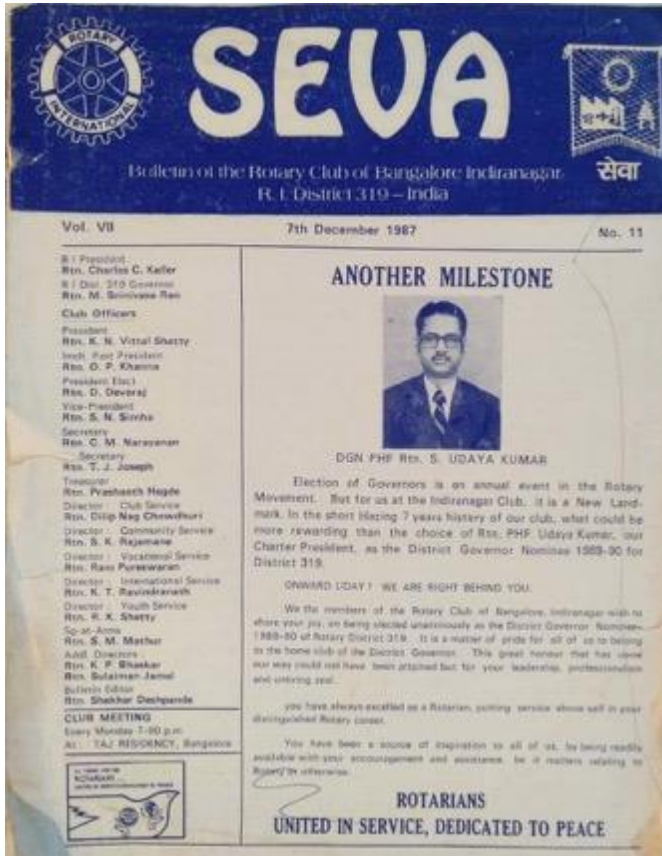 ROTARY
INTERNATIONAL
SEVA
सेवा
Bulletin of the Rotary Club of Bangalore Indiranagar
R. I. District 319 – India
Vol. VII
7th December 1987
No. 11
R I President
Rtn. Charles C. Keller
R I Dist. 319 Governor
Rtn. M. Srinivasa Rao
Club Officers
President
Rtn. K. N. Vittal Shetty
Imdt. Past President
Rtn. O. P. Khanna
President Elect
Rtn. D. Devaraj
Vice-President
Rtn. S. N. Simha
Secretary
Rtn. C. M. Narayanan
Secretary
Rtn. T. J. Joseph
Treasurer
Rtn. Prashanth Hegde
Director : Club Service
Rtn. Dilip Nag Chowdhuri
Director : Community Service
Rtn. S. K. Rajamane
Director : Vocational Service
Rtn. Ram Pureewaran
Director : International Service
Rtn. K. T. Ravindranath
Director : Youth Service
Rtn. R. K. Shetty
Sg-at-Arms
Rtn. S. M. Mathur
Addl. Directors
Rtn. K. P. Bhaskar
Rtn. Sulaiman Jamal
Bulletin Editor
Rtn. Shekhar Deshpande
CLUB MEETING
Every Monday 7-00 p.m.
At : TAJ RESIDENCY, Bangalore
ROTARIANS
ANOTHER MILESTONE
DGN PHF Rtn. S. UDAYA KUMAR
Election of Governors is an annual event in the Rotary
Movement. But for us at the Indiranagar Club, it is a New Land-
mark. In the short blazing 7 years history of our club, what could be
more rewarding than the choice of Rtn. PHF Udaya Kumar, our
Charter President, as the District Governor Nominee 1989-90 for
District 319.
ONWARD UDAY ! WE ARE RIGHT BEHIND YOU.
We the members of the Rotary Club of Bangalore, Indiranagar wish to
share your joy, on being elected unanimously as the District Governor Nominee-
1989-90 of Rotary District 319. It is a matter of pride for all of us to belong
to the home club of the District Governor. This great honour that has come
our way could not have been attained but for your leadership, professionalism
and untiring zeal.
you have always excelled as a Rotarian, putting service above self in your
distinguished Rotary career.
You have been a source of inspiration to all of us, by being readily
available with your encouragement and assistance, be it matters relating to
Rotary or otherwise.
ROTARIANS
UNITED IN SERVICE, DEDICATED TO PEACE